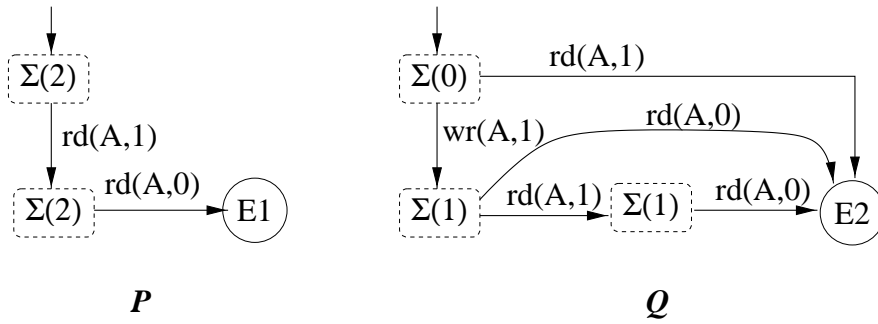 Σ(2)
rd(A,1)
Σ(2)
rd(A,0)
E1
P
Σ(0)
rd(A,1)
wr(A,1)
rd(A,0)
Σ(1)
rd(A,1)
Σ(1)
rd(A,0)
E2
Q